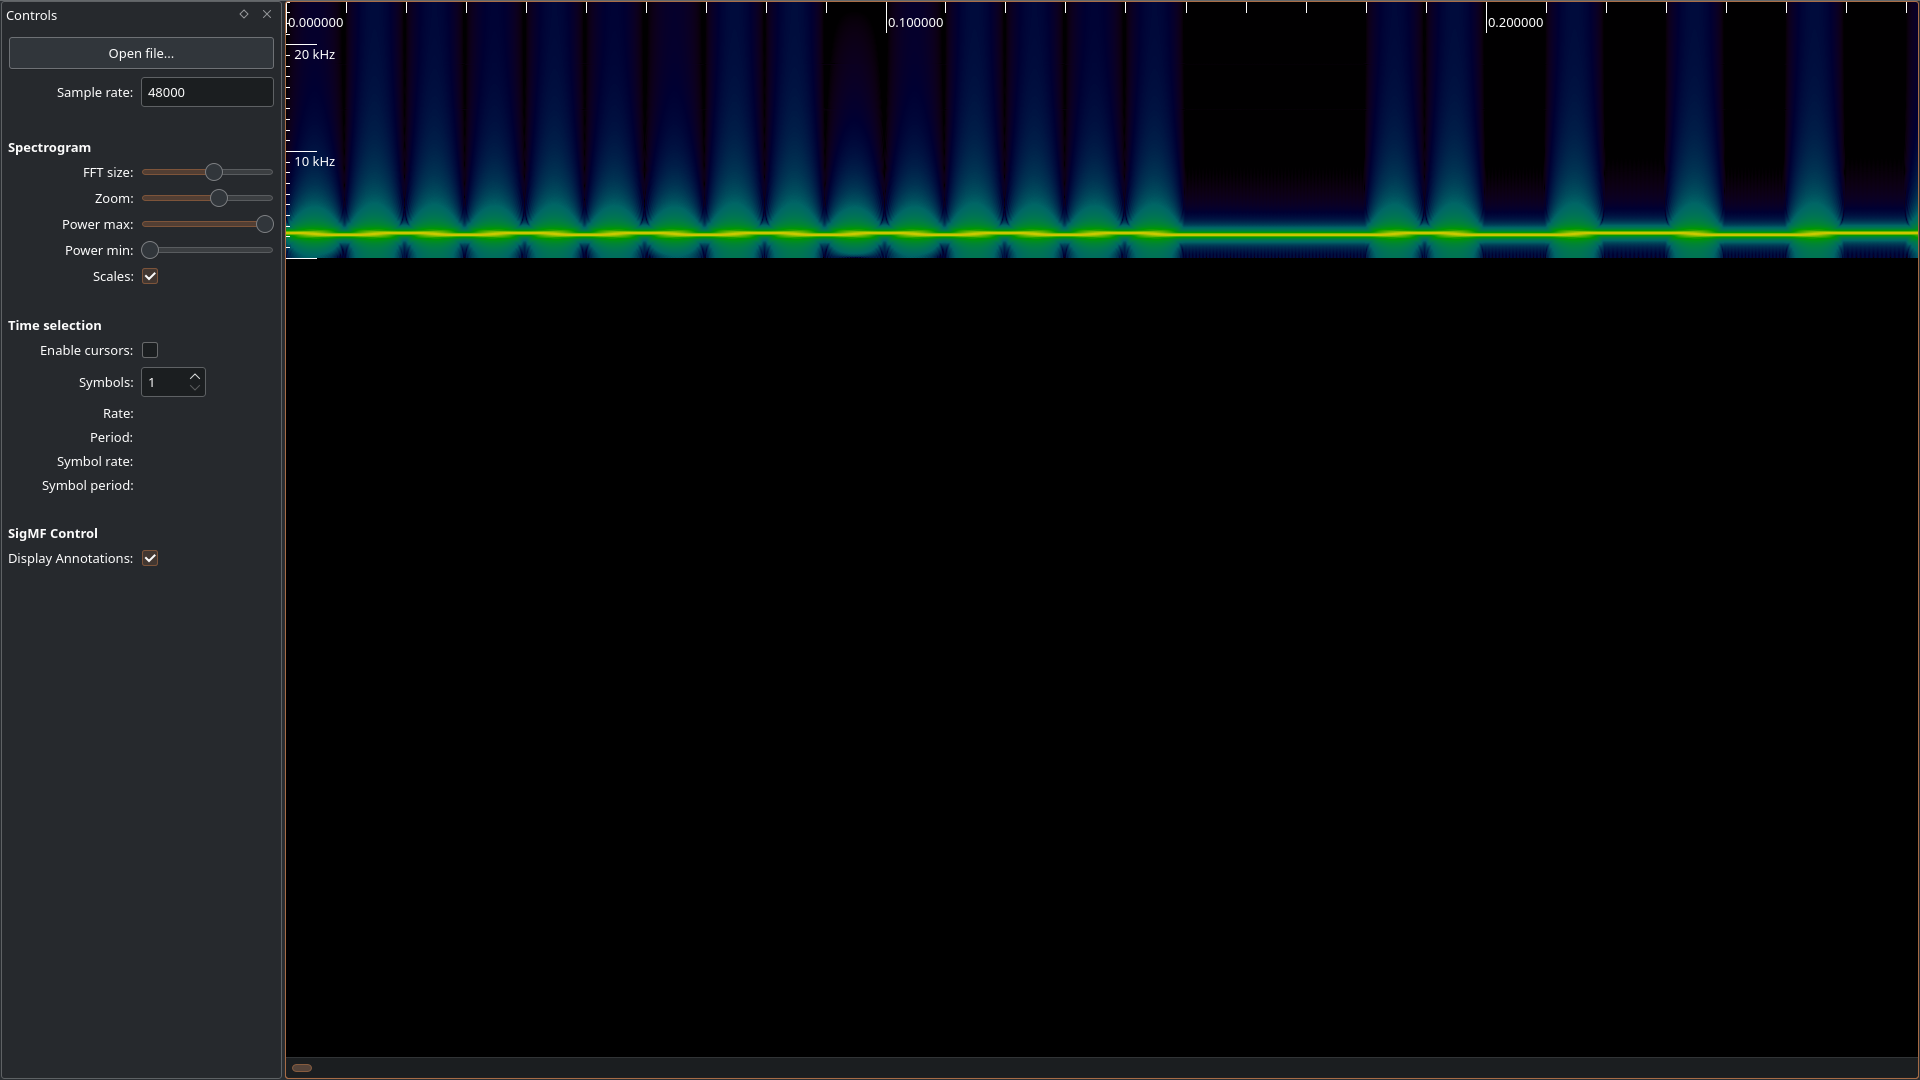 Controls
Open file...
Sample rate: 48000
Spectrogram
FFT size:
Zoom:
Power max:
Power min:
Scales:
Time selection
Enable cursors:
Symbols: 1
Rate:
Period:
Symbol rate:
Symbol period:
SigMF Control
Display Annotations:
0.000000 0.100000 0.200000
20 kHz
10 kHz